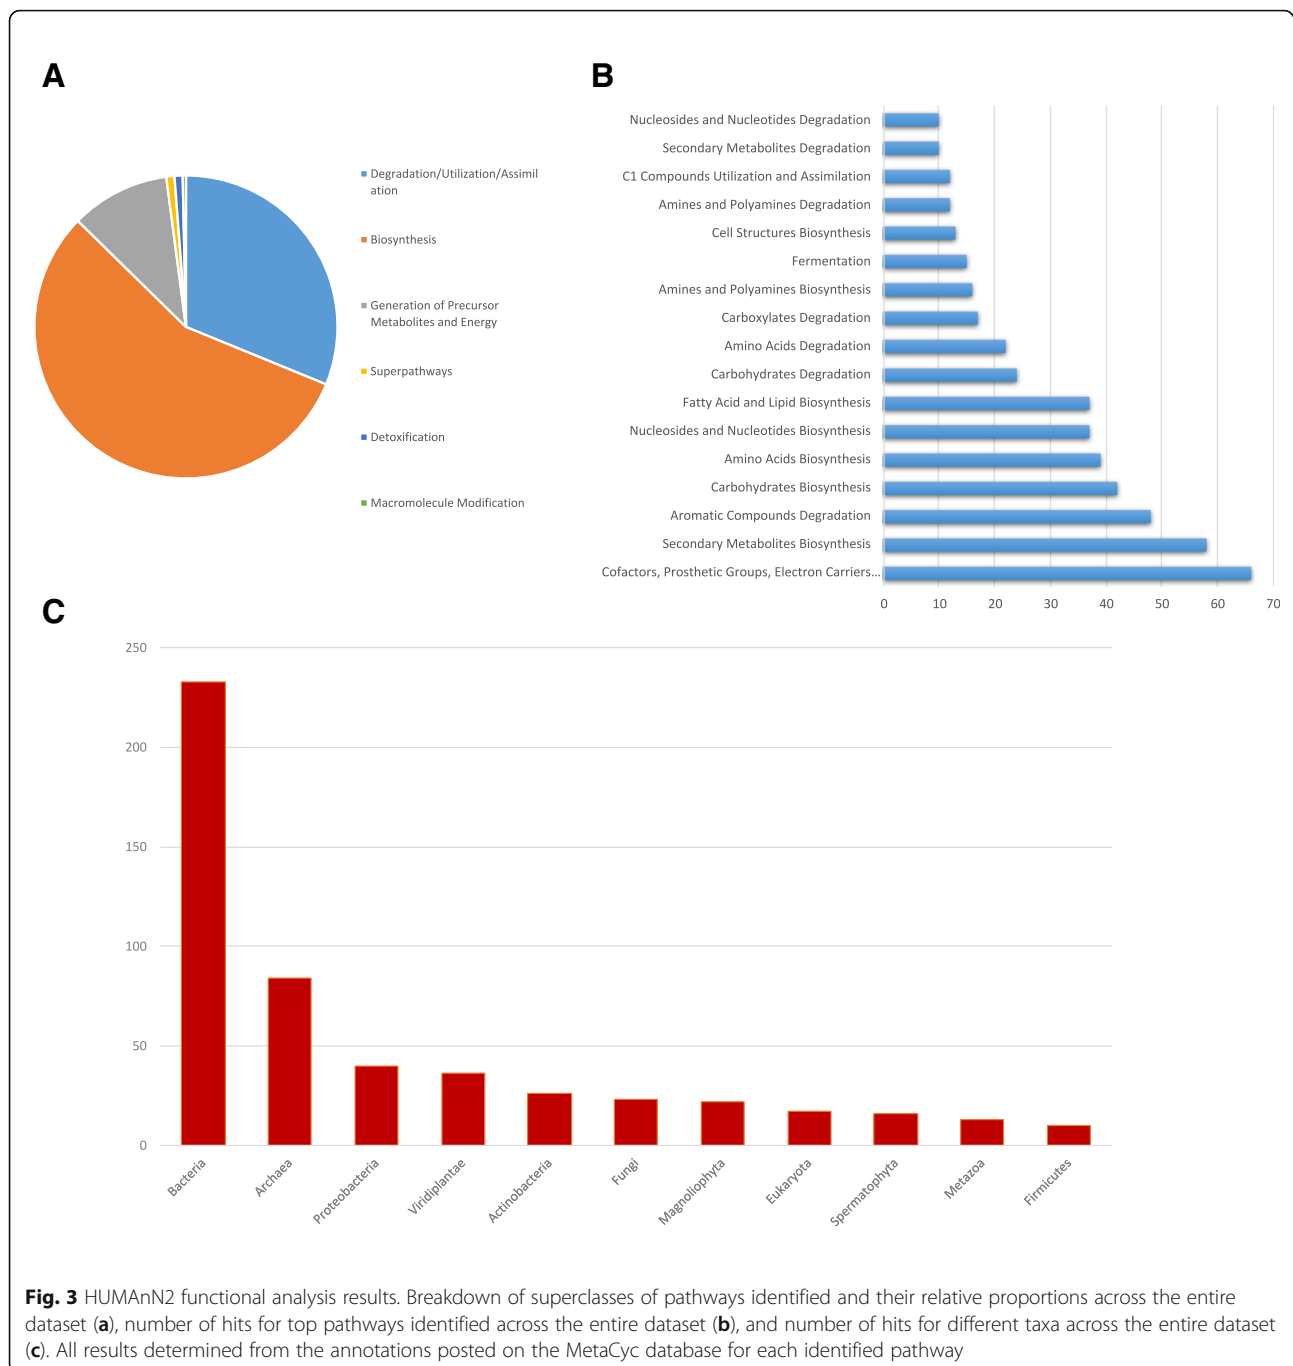 A
Degradation/Utilization/Assimil
ation
Biosynthesis
Generation of Precursor
Metabolites and Energy
Superpathways
Detoxification
Macromolecule Modification
B
Nucleosides and Nucleotides Degradation
Secondary Metabolites Degradation
C1 Compounds Utilization and Assimilation
Amines and Polyamines Degradation
Cell Structures Biosynthesis
Fermentation
Amines and Polyamines Biosynthesis
Carboxylates Degradation
Amino Acids Degradation
Carbohydrates Degradation
Fatty Acid and Lipid Biosynthesis
Nucleosides and Nucleotides Biosynthesis
Amino Acids Biosynthesis
Carbohydrates Biosynthesis
Aromatic Compounds Degradation
Secondary Metabolites Biosynthesis
Cofactors, Prosthetic Groups, Electron Carriers...
0 10 20 30 40 50 60 70
C
250
200
150
100
50
0
Bacteria
Archaea
Proteobacteria
Viridiplantae
Actinobacteria
Fungi
Magnoliophyta
Eukaryota
Spermatophyta
Metazoa
Firmicutes
Fig. 3 HUMAnN2 functional analysis results. Breakdown of superclasses of pathways identified and their relative proportions across the entire
dataset (a), number of hits for top pathways identified across the entire dataset (b), and number of hits for different taxa across the entire dataset
(c). All results determined from the annotations posted on the MetaCyc database for each identified pathway